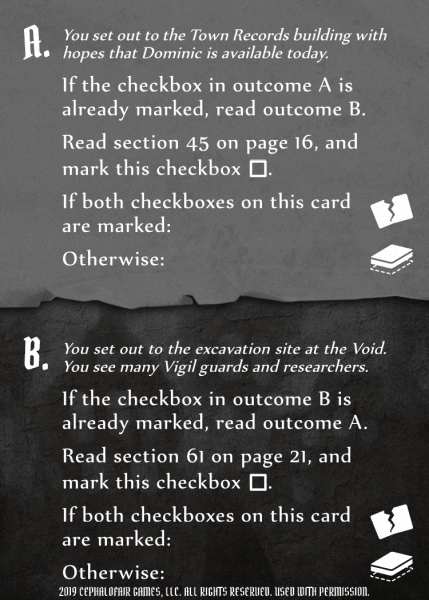 A. You set out to the Town Records building with
hopes that Dominic is available today.
If the checkbox in outcome A is
already marked, read outcome B.
Read section 45 on page 16, and
mark this checkbox ☐.
If both checkboxes on this card
are marked:
Otherwise:
B. You set out to the excavation site at the Void.
You see many Vigil guards and researchers.
If the checkbox in outcome B is
already marked, read outcome A.
Read section 61 on page 21, and
mark this checkbox ☐.
If both checkboxes on this card
are marked:
Otherwise:
2019 CEPHALOFAIR GAMES, LLC. ALL RIGHTS RESERVED. USED WITH PERMISSION.